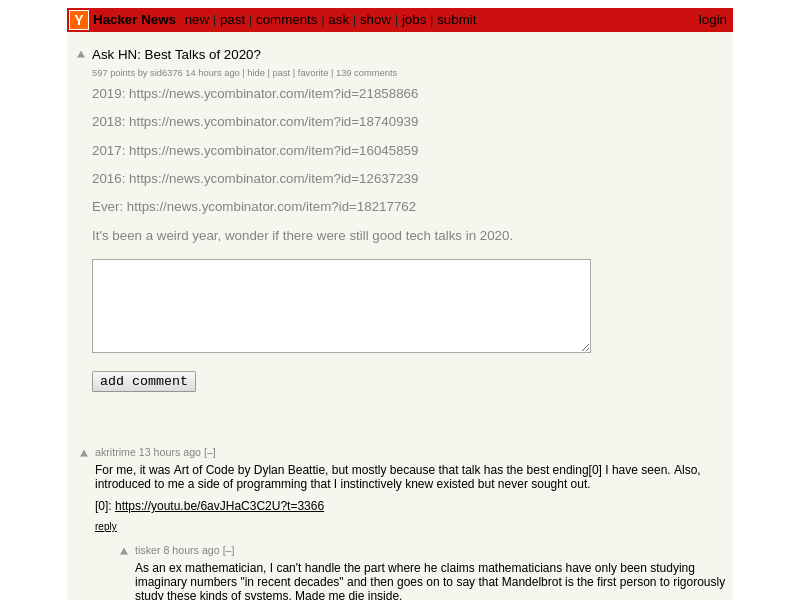 Y Hacker News new | past | comments | ask | show | jobs | submit login
Ask HN: Best Talks of 2020?
597 points by sid6376 14 hours ago | hide | past | favorite | 139 comments
2019: https://news.ycombinator.com/item?id=21858866
2018: https://news.ycombinator.com/item?id=18740939
2017: https://news.ycombinator.com/item?id=16045859
2016: https://news.ycombinator.com/item?id=12637239
Ever: https://news.ycombinator.com/item?id=18217762
It's been a weird year, wonder if there were still good tech talks in 2020.
add comment
akritrime 13 hours ago [–]
For me, it was Art of Code by Dylan Beattie, but mostly because that talk has the best ending[0] I have seen. Also,
introduced to me a side of programming that I instinctively knew existed but never sought out.
[0]: https://youtu.be/6avJHaC3C2U?t=3366
reply
tisker 8 hours ago [–]
As an ex mathematician, I can't handle the part where he claims mathematicians have only been studying
imaginary numbers "in recent decades" and then goes on to say that Mandelbrot is the first person to rigorously
study these kinds of systems. Made me die inside.